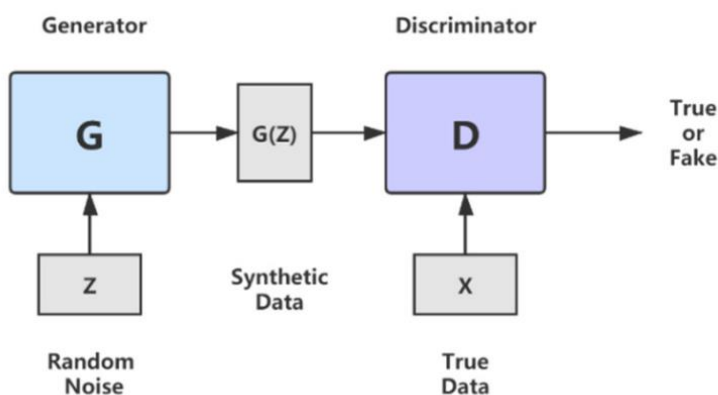 Generator
Discriminator
G
G(Z)
D
True
or
Fake
Z
Synthetic
Data
X
Random
Noise
True
Data